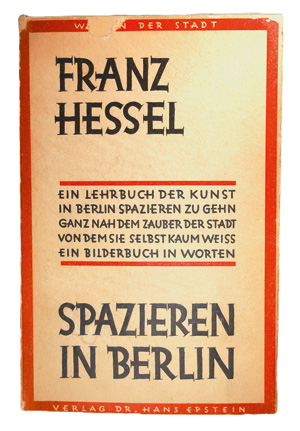 DER STADT
FRANZ
HESSEL
EIN LEHRBUCH DER KUNST
IN BERLIN SPAZIEREN ZU GEHN
GANZ NAH DEM ZAUBER DER STADT
VON DEM SIE SELBST KAUM WEISS
EIN BILDERBUCH IN WORTEN
SPAZIEREN
IN BERLIN
VERLAG DR. HANS EPSTEIN